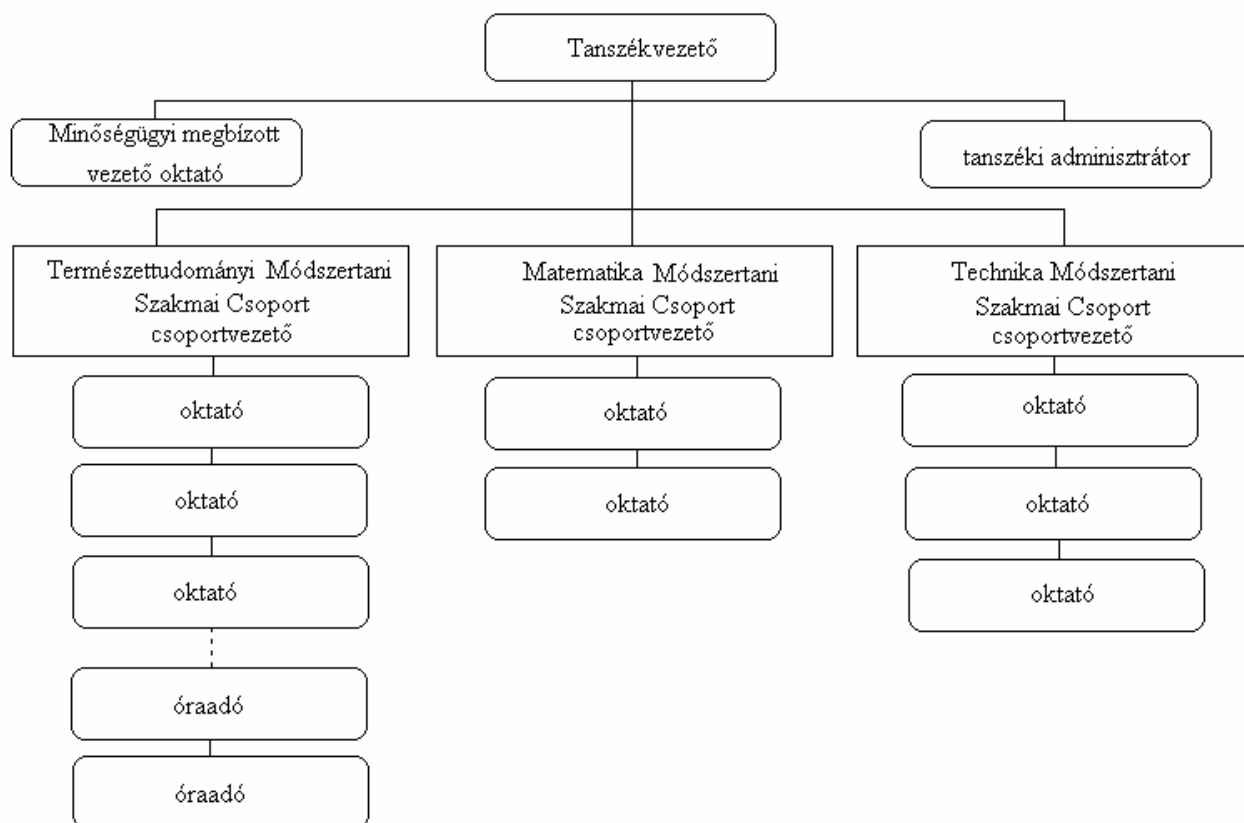 Tanszékvezető
Minőségügyi megbízott
vezető oktató
tanszéki adminisztrátor
Természettudományi Módszertani
Szakmai Csoport
csoportvezető
Matematika Módszertani
Szakmai Csoport
csoportvezető
Technika Módszertani
Szakmai Csoport
csoportvezető
oktató
oktató
oktató
óraadó
óraadó
oktató
oktató
oktató
oktató
oktató